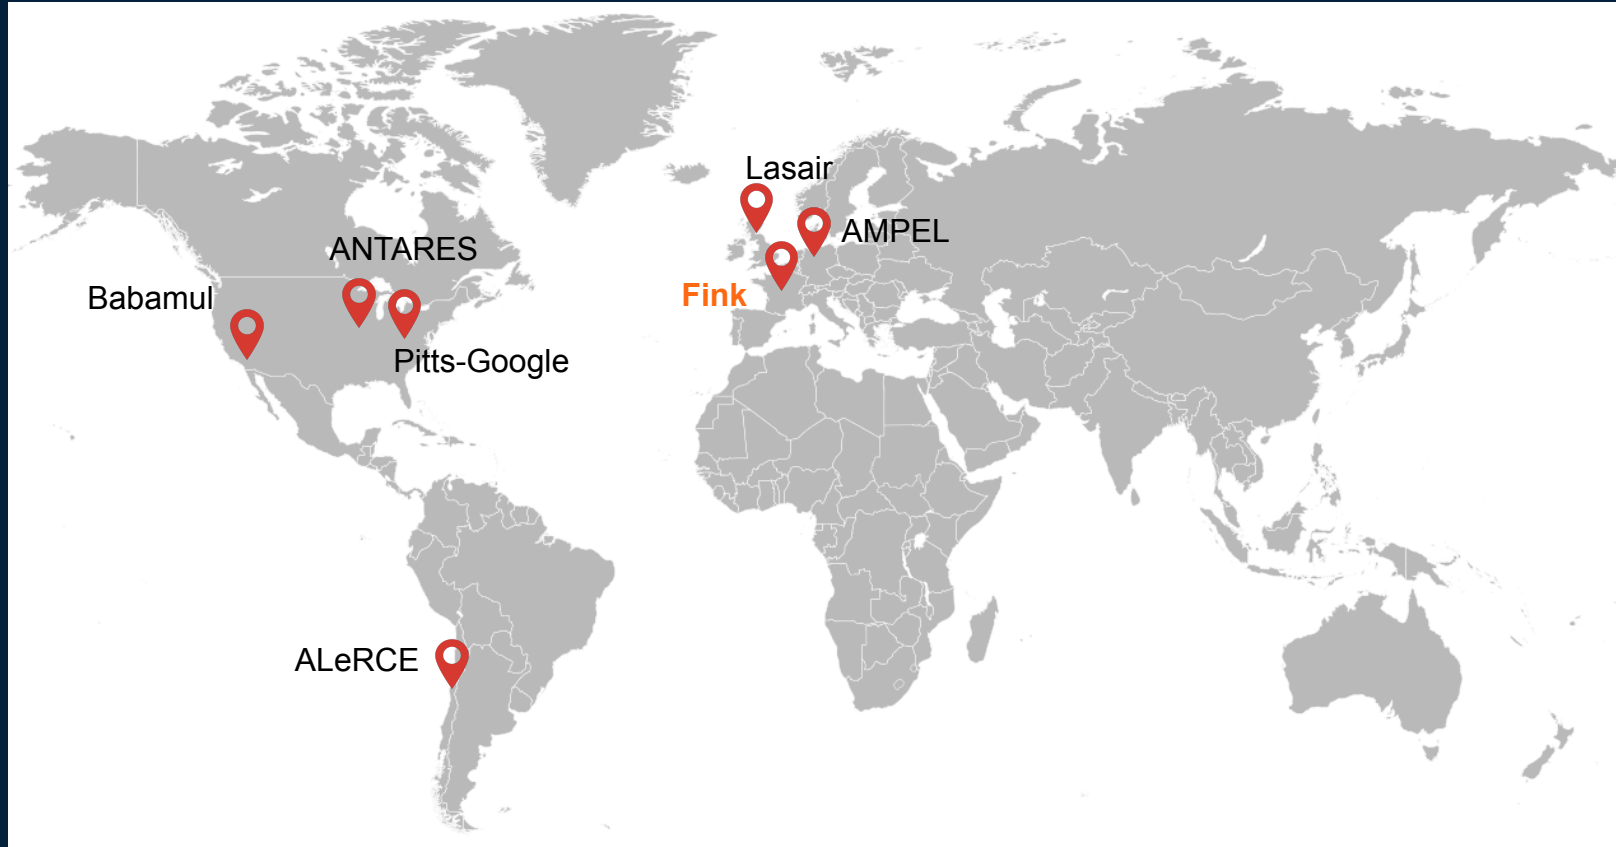 Lasair
AMPEL
ANTARES
Babamul
Fink
Pitts-Google
ALeRCE